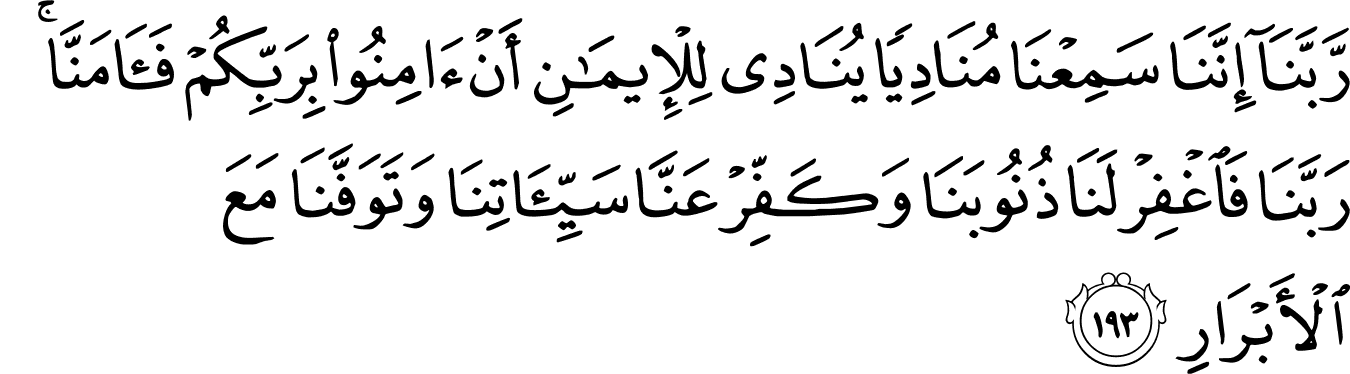 رَّبَّنَآ إِنَّنَا سَمِعْنَا مُنَادِيًا يُنَادِى لِلْإِيمَـٰنِ أَنْ ءَامِنُوا۟ بِرَبِّكُمْ فَـَٔامَنَّا ۚ
رَبَّنَا فَٱغْفِرْ لَنَا ذُنُوبَنَا وَكَفِّرْ عَنَّا سَيِّـَٔاتِنَا وَتَوَفَّنَا مَعَ
ٱلْأَبْرَارِ ١٩٣